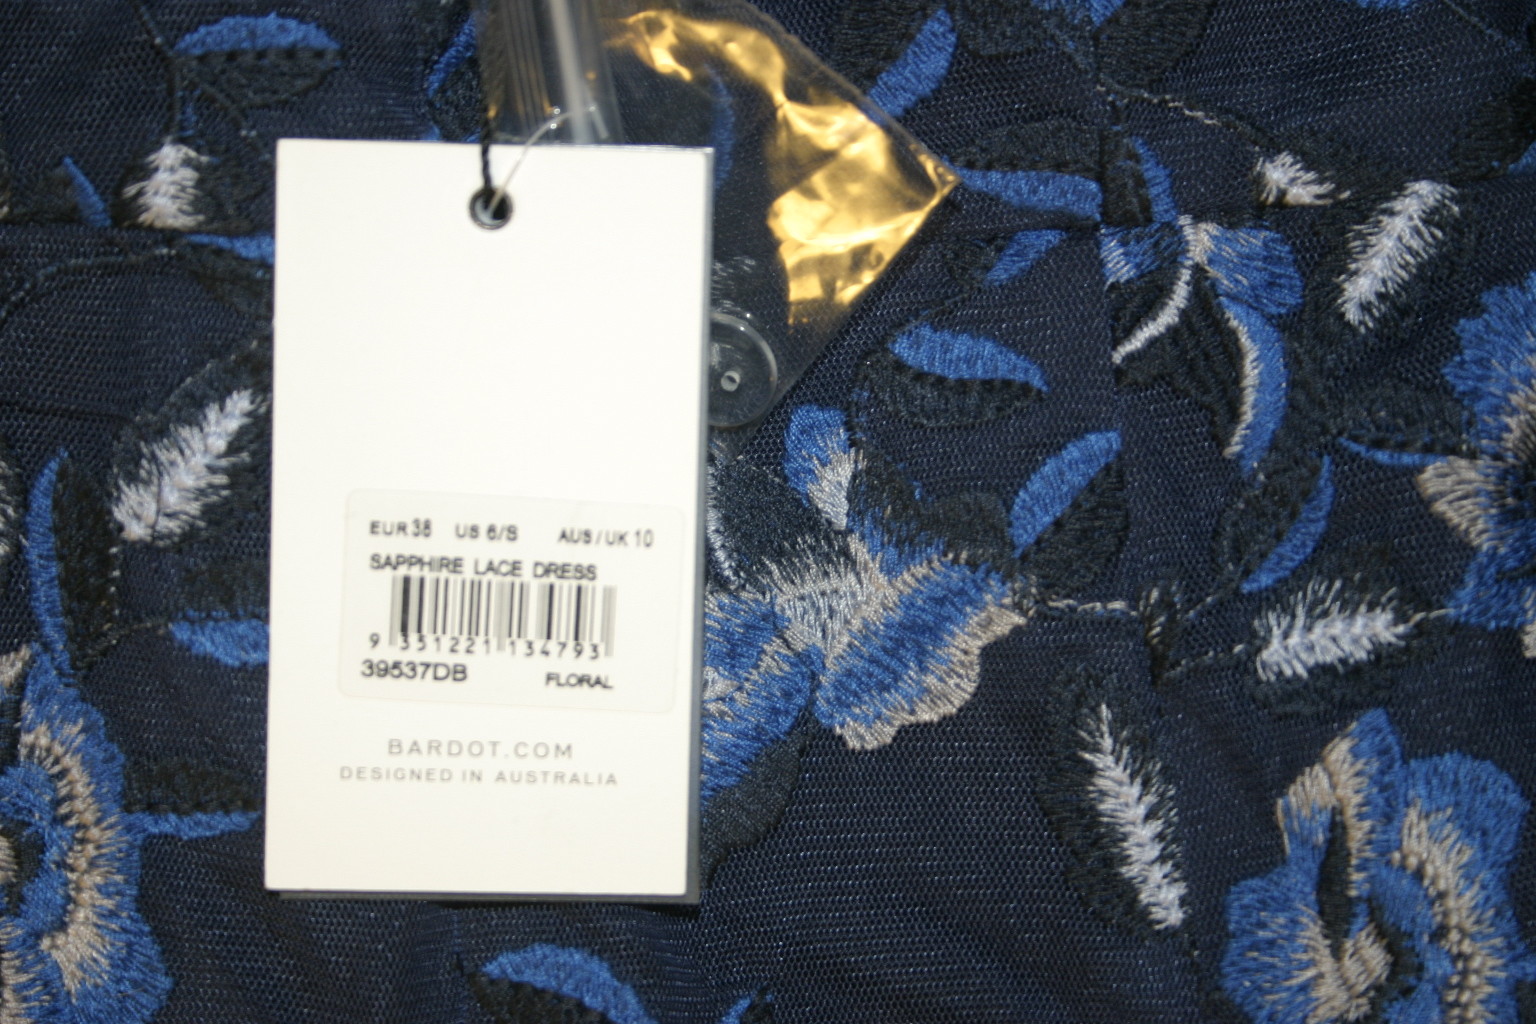 EUR 38 US 6/S AUS/UK 10
SAPPHIRE LACE DRESS
9 351221 134793
39537DB FLORAL
BARDOT.COM
DESIGNED IN AUSTRALIA